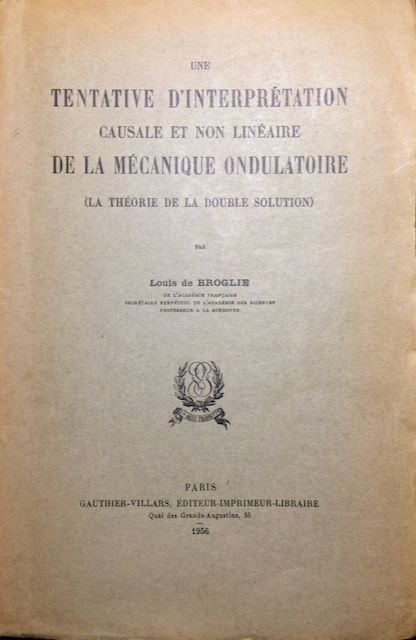 UNE
TENTATIVE D'INTERPRÉTATION
CAUSALE ET NON LINÉAIRE
DE LA MÉCANIQUE ONDULATOIRE
(LA THÉORIE DE LA DOUBLE SOLUTION)
PAR
Louis de BROGLIE
DE L'ACADÉMIE FRANÇAISE
SECRÉTAIRE PERPÉTUEL DE L'ACADÉMIE DES SCIENCES
PROFESSEUR A LA SORBONNE
PARIS
GAUTHIER-VILLARS, ÉDITEUR-IMPRIMEUR-LIBRAIRE
Quai des Grands-Augustins, 55
1956